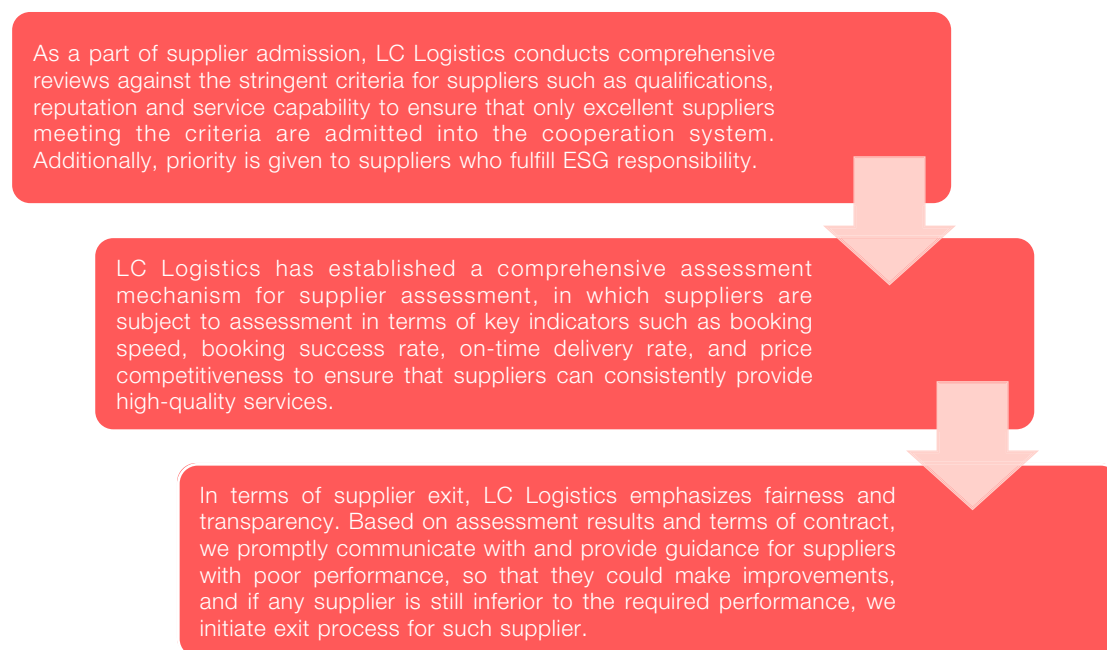 As a part of supplier admission, LC Logistics conducts comprehensive
reviews against the stringent criteria for suppliers such as qualifications,
reputation and service capability to ensure that only excellent suppliers
meeting the criteria are admitted into the cooperation system.
Additionally, priority is given to suppliers who fulfill ESG responsibility.
LC Logistics has established a comprehensive assessment
mechanism for supplier assessment, in which suppliers are
subject to assessment in terms of key indicators such as booking
speed, booking success rate, on-time delivery rate, and price
competitiveness to ensure that suppliers can consistently provide
high-quality services.
In terms of supplier exit, LC Logistics emphasizes fairness and
transparency. Based on assessment results and terms of contract,
we promptly communicate with and provide guidance for suppliers
with poor performance, so that they could make improvements,
and if any supplier is still inferior to the required performance, we
initiate exit process for such supplier.